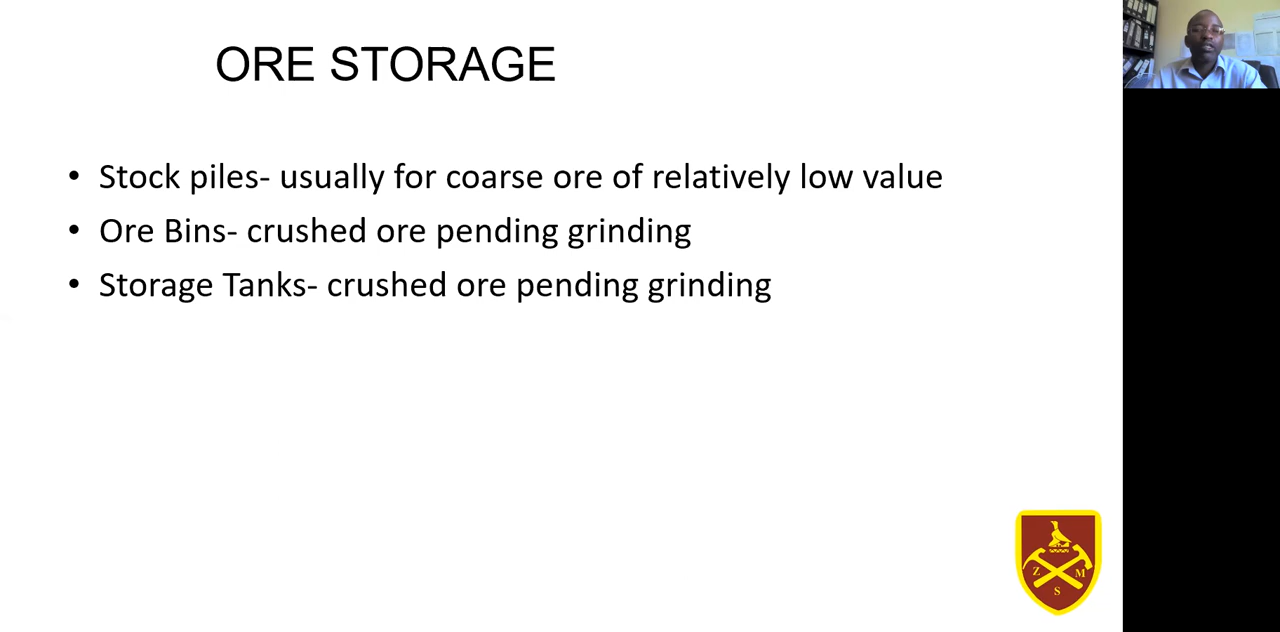 ORE STORAGE
• Stock piles- usually for coarse ore of relatively low value
• Ore Bins- crushed ore pending grinding
• Storage Tanks- crushed ore pending grinding
Z M
S